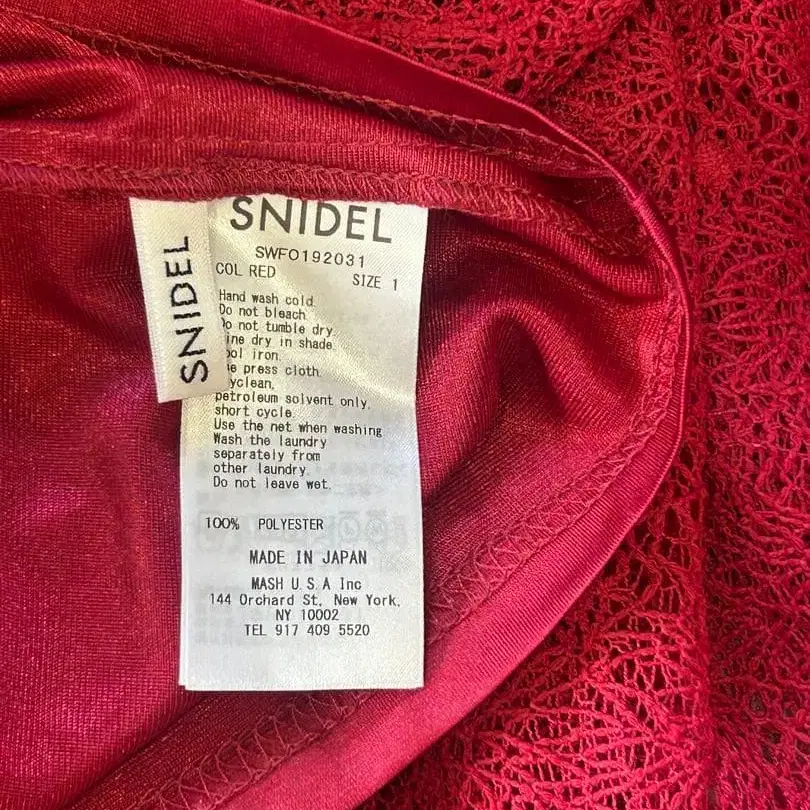 SNIDEL
SNIDEL
SWFO192031
COL RED SIZE 1
Hand wash cold.
Do not bleach
Do not tumble dry
ine dry in shade
ool iron.
e press cloth.
yclean,
petroleum solvent only,
short cycle.
Use the net when washing
Wash the laundry
separately from
other laundry.
Do not leave wet.
100% POLYESTER
MADE IN JAPAN
MASH U.S.A Inc
144 Orchard St, New York,
NY 10002
TEL 917 409 5520